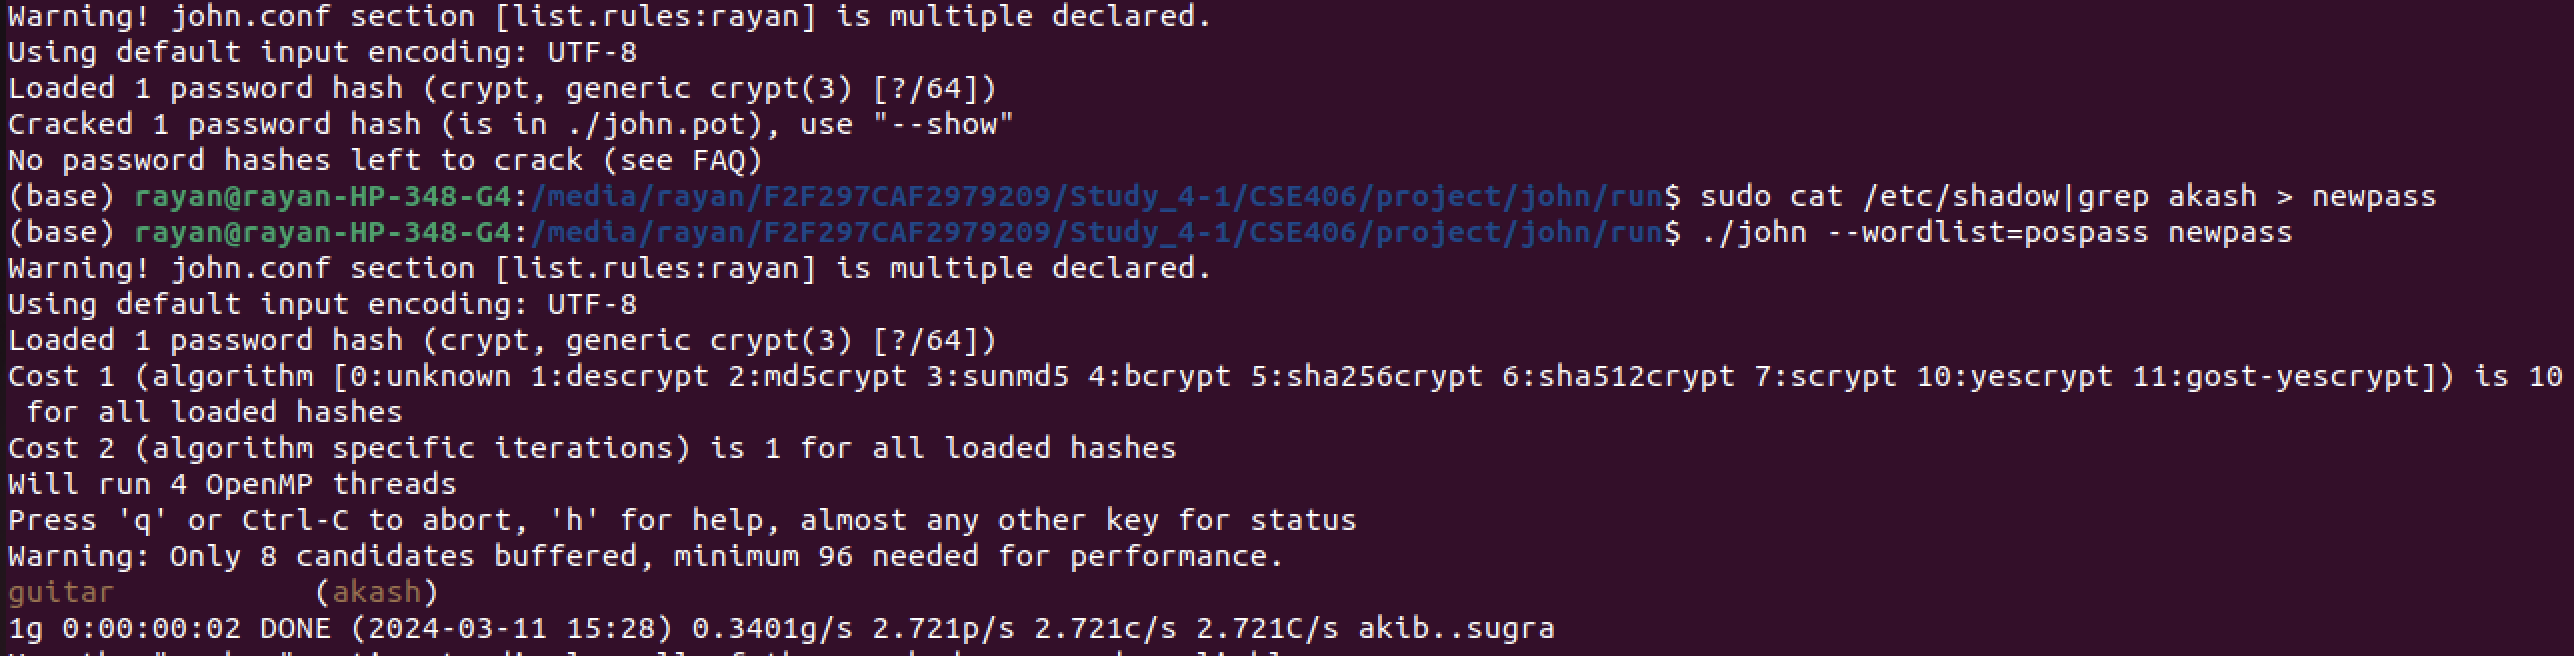 Warning! john.conf section [list.rules:rayan] is multiple declared.
Using default input encoding: UTF-8
Loaded 1 password hash (crypt, generic crypt(3) [?/64])
Cracked 1 password hash (is in ./john.pot), use "--show"
No password hashes left to crack (see FAQ)
(base) rayan@rayan-HP-348-G4:/media/rayan/F2F297CAF2979209/Study_4-1/CSE406/project/john/run$ sudo cat /etc/shadow|grep akash > newpass
(base) rayan@rayan-HP-348-G4:/media/rayan/F2F297CAF2979209/Study_4-1/CSE406/project/john/run$ ./john --wordlist=pospass newpass
Warning! john.conf section [list.rules:rayan] is multiple declared.
Using default input encoding: UTF-8
Loaded 1 password hash (crypt, generic crypt(3) [?/64])
Cost 1 (algorithm [0:unknown 1:descrypt 2:md5crypt 3:sunmd5 4:bcrypt 5:sha256crypt 6:sha512crypt 7:scrypt 10:yescrypt 11:gost-yescrypt]) is 10
for all loaded hashes
Cost 2 (algorithm specific iterations) is 1 for all loaded hashes
Will run 4 OpenMP threads
Press 'q' or Ctrl-C to abort, 'h' for help, almost any other key for status
Warning: Only 8 candidates buffered, minimum 96 needed for performance.
guitar (akash)
1g 0:00:00:02 DONE (2024-03-11 15:28) 0.3401g/s 2.721p/s 2.721c/s 2.721C/s akib..sugra